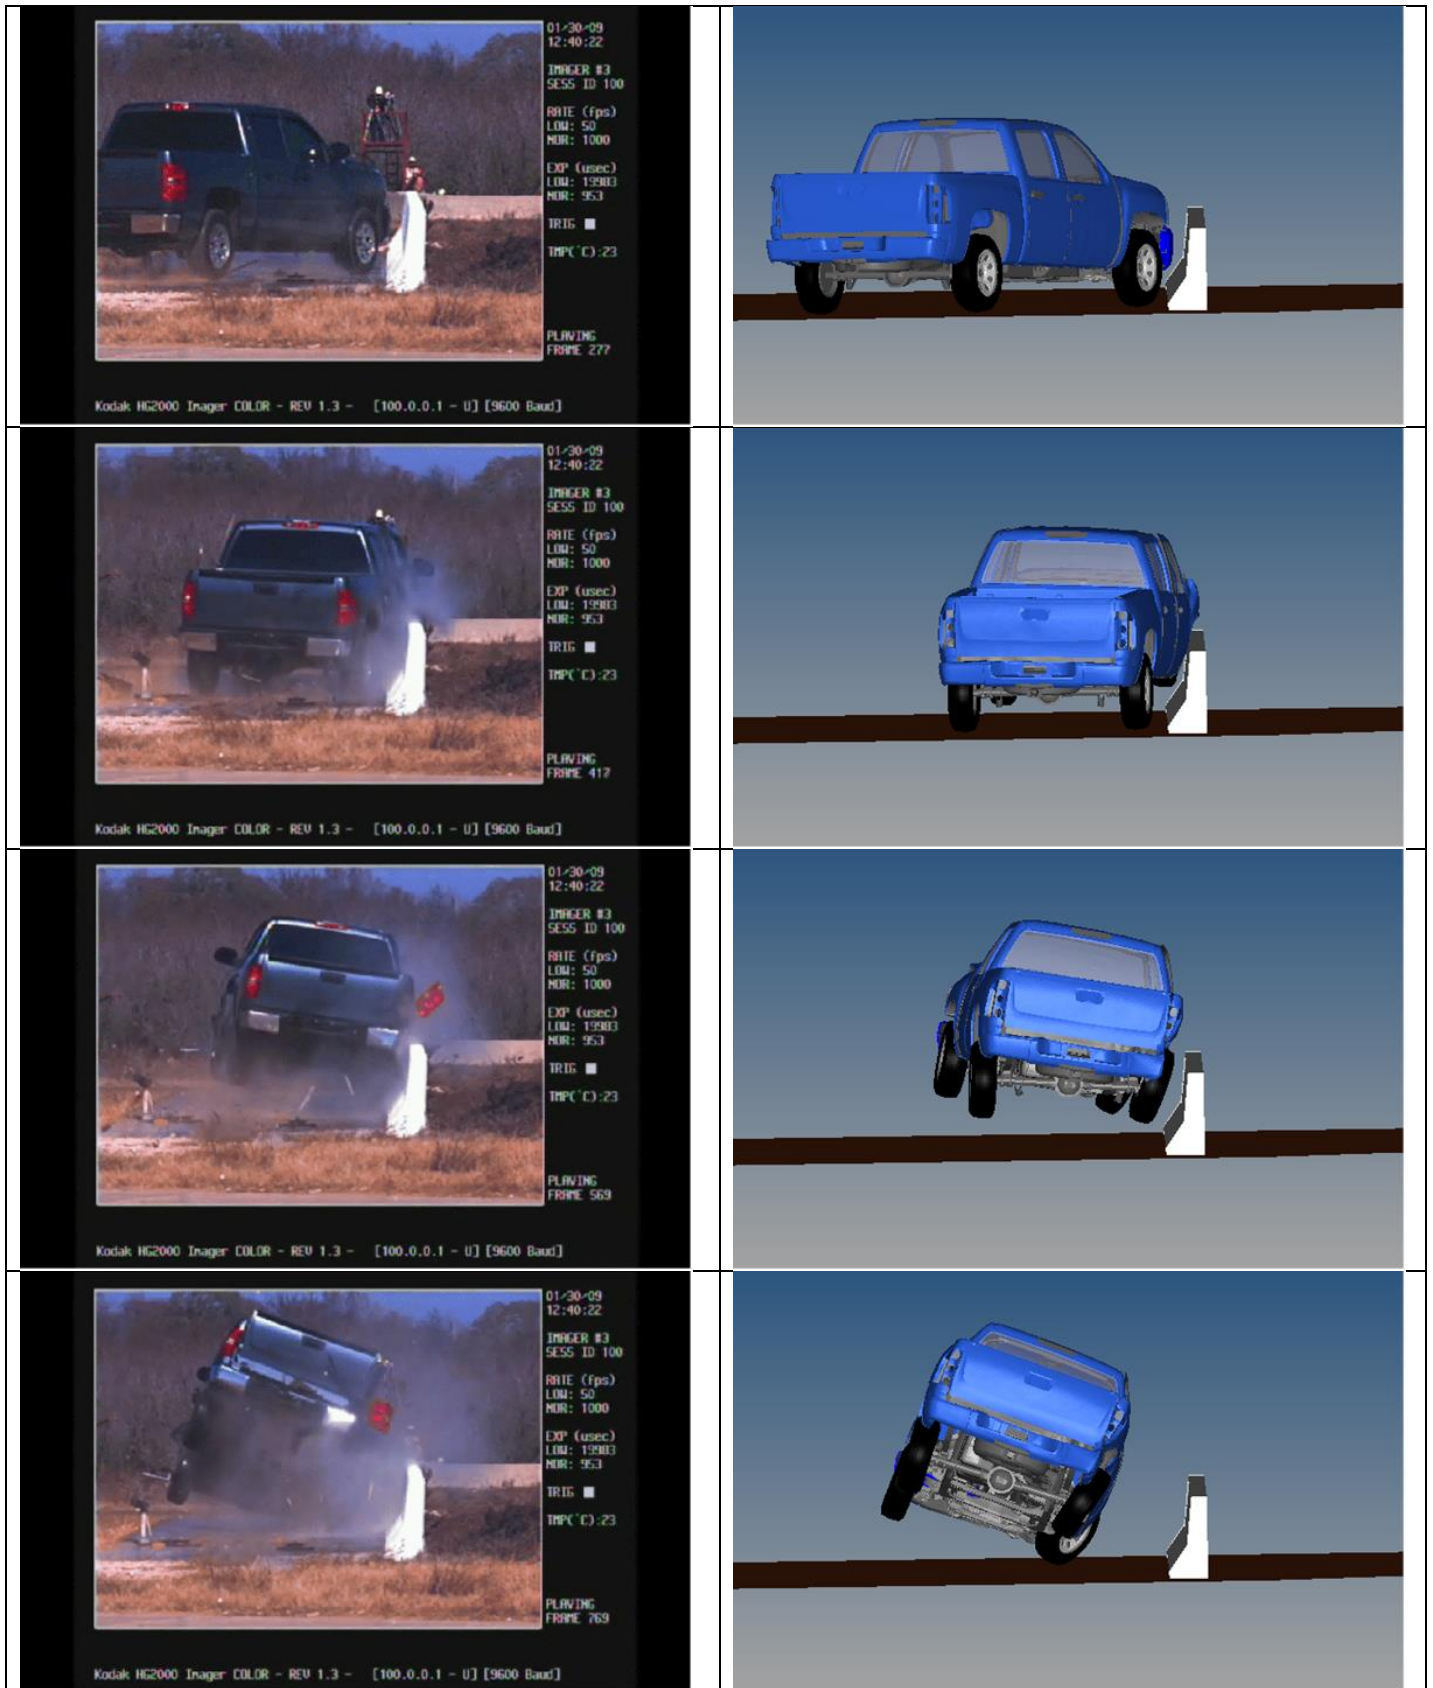 01/30/09
12:40:22
IMAGER #3
SESS ID 100
RATE (fps)
LOW: 50
NOR: 1000
EXP (usec)
LOW: 19983
NOR: 953
TRIG
TMP(°C):23
PLAYING
FRAME 277
Kodak HG2000 Imager COLOR - REV 1.3 - [100.0.0.1 - U] [9600 Baud]
01/30/09
12:40:22
IMAGER #3
SESS ID 100
RATE (fps)
LOW: 50
NOR: 1000
EXP (usec)
LOW: 19983
NOR: 953
TRIG
TMP(°C):23
PLAYING
FRAME 417
Kodak HG2000 Imager COLOR - REV 1.3 - [100.0.0.1 - U] [9600 Baud]
01/30/09
12:40:22
IMAGER #3
SESS ID 100
RATE (fps)
LOW: 50
NOR: 1000
EXP (usec)
LOW: 19983
NOR: 953
TRIG
TMP(°C):23
PLAYING
FRAME 569
Kodak HG2000 Imager COLOR - REV 1.3 - [100.0.0.1 - U] [9600 Baud]
01/30/09
12:40:22
IMAGER #3
SESS ID 100
RATE (fps)
LOW: 50
NOR: 1000
EXP (usec)
LOW: 19983
NOR: 953
TRIG
TMP(°C):23
PLAYING
FRAME 769
Kodak HG2000 Imager COLOR - REV 1.3 - [100.0.0.1 - U] [9600 Baud]